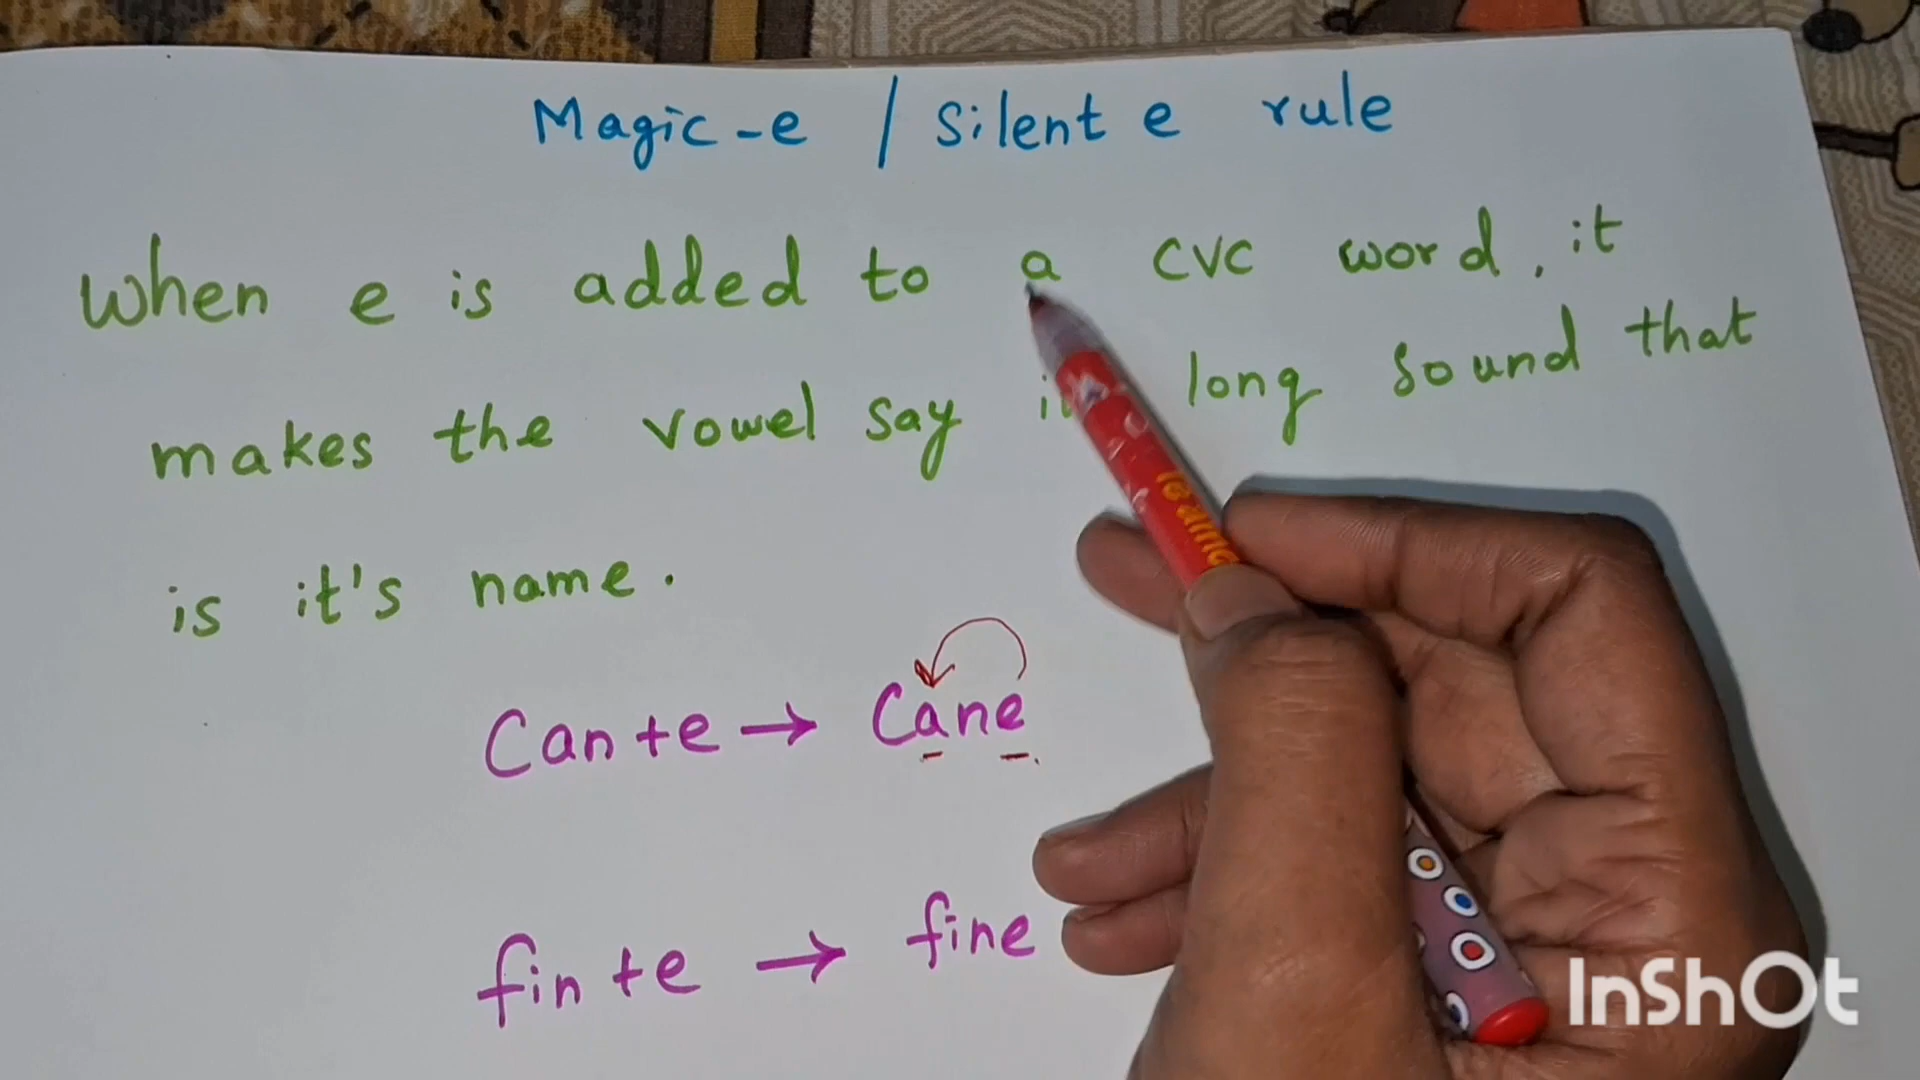 Magic-e / Silent e rule
When e is added to a CVC word, it
makes the vowel say long sound that
is it's name.
Can+e → Cane
fin+e → fine
InShOt